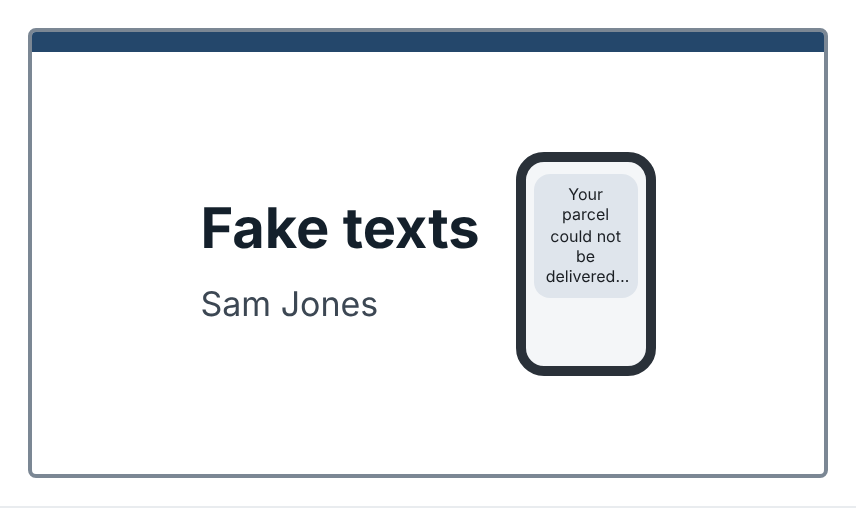 Fake texts
Sam Jones
Your
parcel
could not
be
delivered...